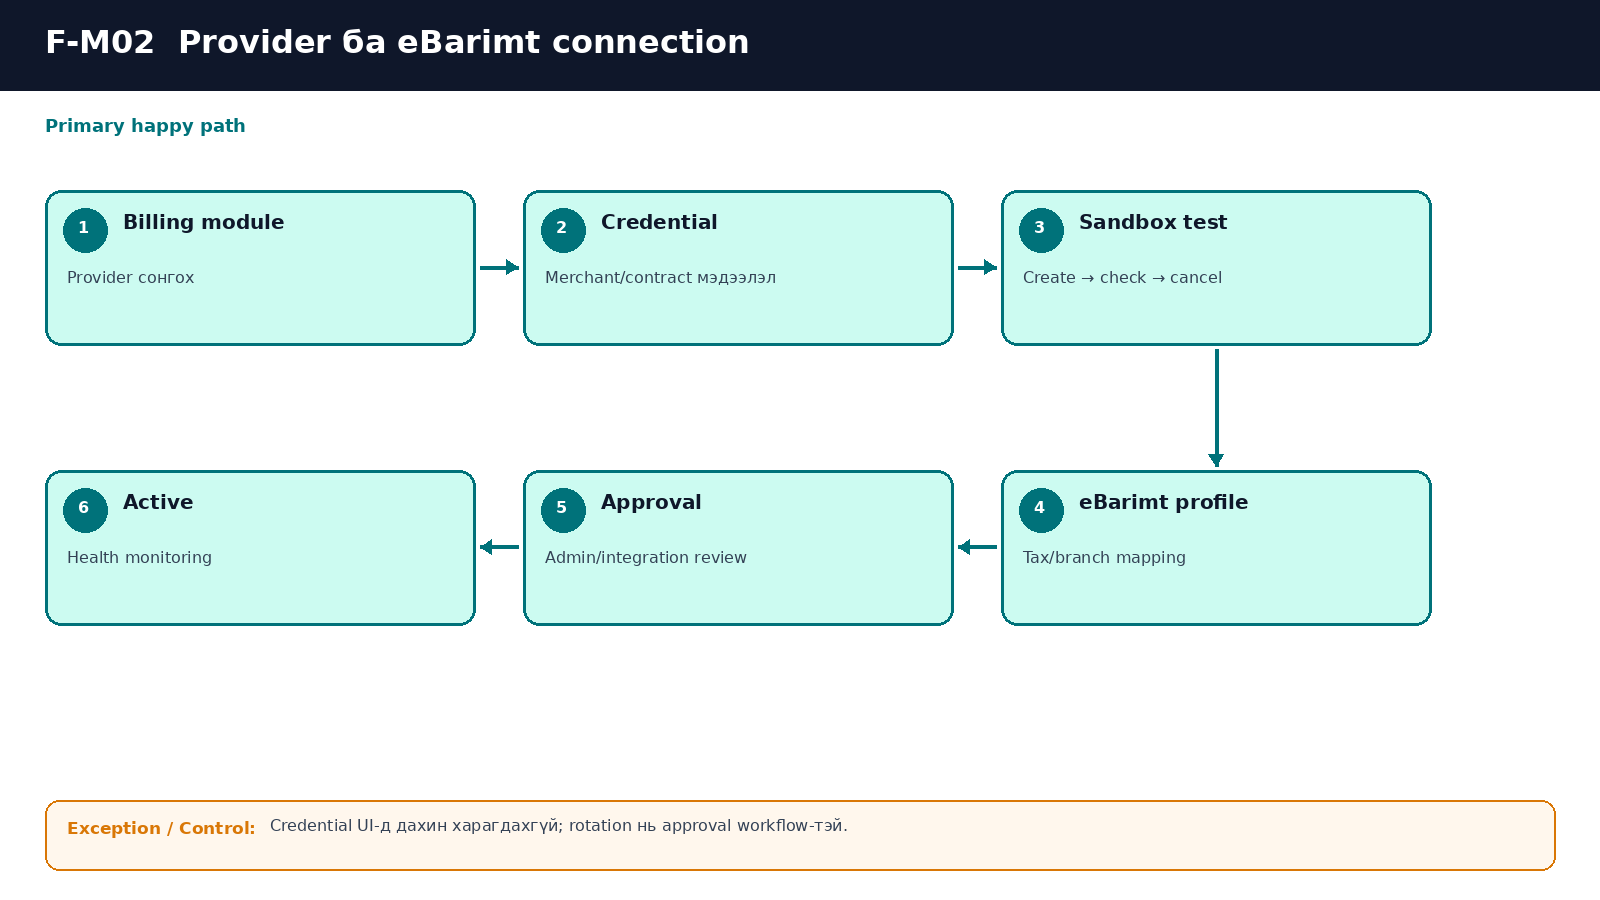 F-M02 Provider ба eBarimt connection
Primary happy path
1 Billing module
Provider сонгох
2 Credential
Merchant/contract мэдээлэл
3 Sandbox test
Create → check → cancel
4 eBarimt profile
Tax/branch mapping
5 Approval
Admin/integration review
6 Active
Health monitoring
Exception / Control: Credential UI-д дахин харагдахгүй; rotation нь approval workflow-тэй.